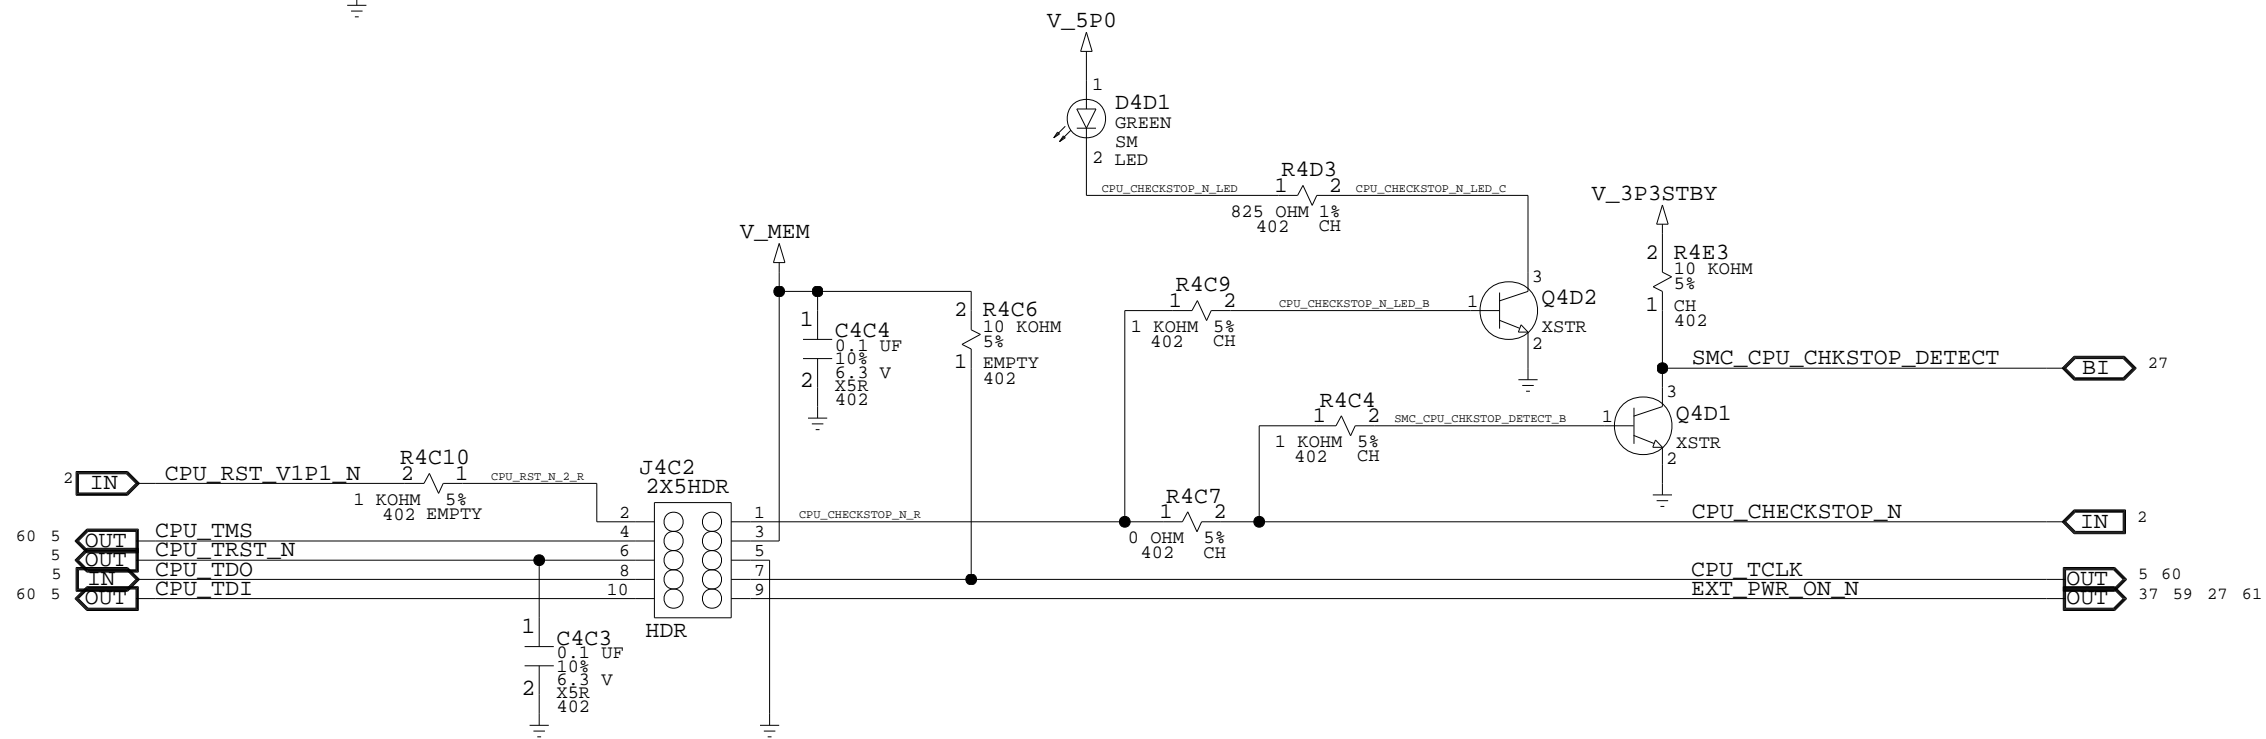 V_5P0
1
D4D1
GREEN
SM
2 LED
CPU_CHECKSTOP_N_LED
R4D3
1 2
CPU_CHECKSTOP_N_LED_C
825 OHM 1%
402 CH
V_3P3STBY
2 R4E3
10 KOHM
5%
1 CH
402
V_MEM
1
C4C4
0.1 UF
10%
6.3 V
2 X5R
402
2 R4C6
10 KOHM
5%
1 EMPTY
402
R4C9
1 2
CPU_CHECKSTOP_N_LED_B
1 KOHM 5%
402 CH
1
3
Q4D2
XSTR
2
SMC_CPU_CHKSTOP_DETECT
BI 27
R4C4
1 2
SMC_CPU_CHKSTOP_DETECT_B
1 KOHM 5%
402 CH
1
3
Q4D1
XSTR
2
2 IN CPU_RST_V1P1_N
R4C10
2 1
CPU_RST_N_2_R
1 KOHM 5%
402 EMPTY
J4C2
2X5HDR
2 1
4 3
6 5
8 7
10 9
HDR
CPU_CHECKSTOP_N_R
R4C7
1 2
0 OHM 5%
402 CH
CPU_CHECKSTOP_N
IN 2
60 5 OUT CPU_TMS
5 OUT CPU_TRST_N
5 IN CPU_TDO
60 5 OUT CPU_TDI
CPU_TCLK OUT 5 60
EXT_PWR_ON_N OUT 37 59 27 61
1
C4C3
0.1 UF
10%
6.3 V
2 X5R
402